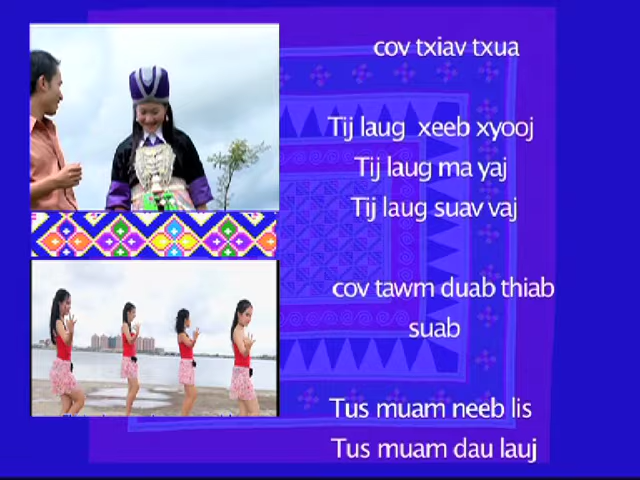 cov txiav txua
Tij laug xeeb xyooj
Tij laug ma yaj
Tij laug suav vaj
cov tawm duab thiab
suab
Tus muam neeb lis
Tus muam dau lauj